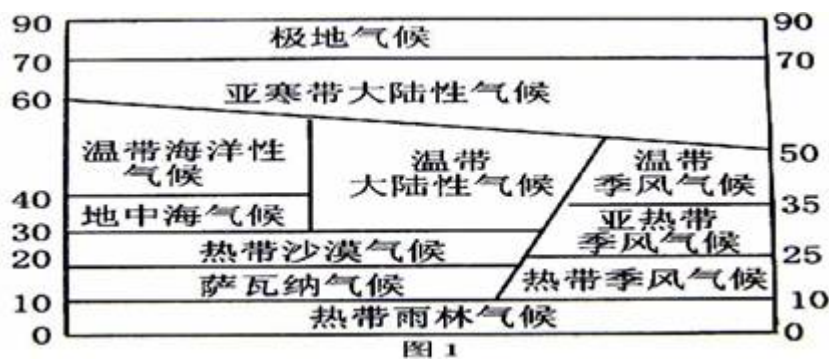 90
极地气候
90
70
70
亚寒带大陆性气候
60
温带海洋性
气候
温带
大陆性气候
温带
季风气候
50
40
地中海气候
亚热带
季风气候
35
30
热带沙漠气候
25
20
萨瓦纳气候
热带季风气候
10
10
热带雨林气候
0
0
图1